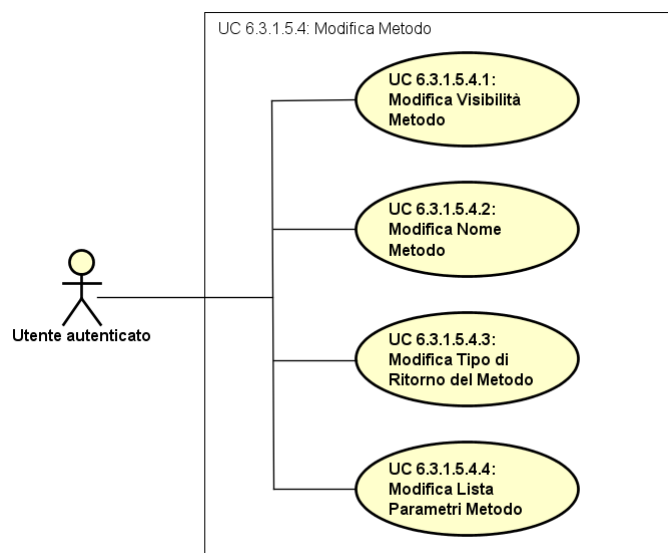 UC 6.3.1.5.4: Modifica Metodo
UC 6.3.1.5.4.1:
Modifica Visibilità
Metodo
UC 6.3.1.5.4.2:
Modifica Nome
Metodo
Utente autenticato
UC 6.3.1.5.4.3:
Modifica Tipo di
Ritorno del Metodo
UC 6.3.1.5.4.4:
Modifica Lista
Parametri Metodo